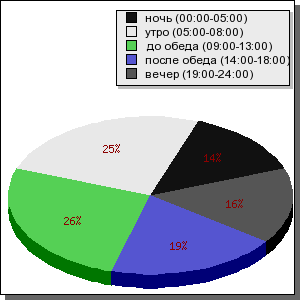 ночь (00:00-05:00)
утро (05:00-08:00)
до обеда (09:00-13:00)
после обеда (14:00-18:00)
вечер (19:00-24:00)
25%
14%
16%
26%
19%